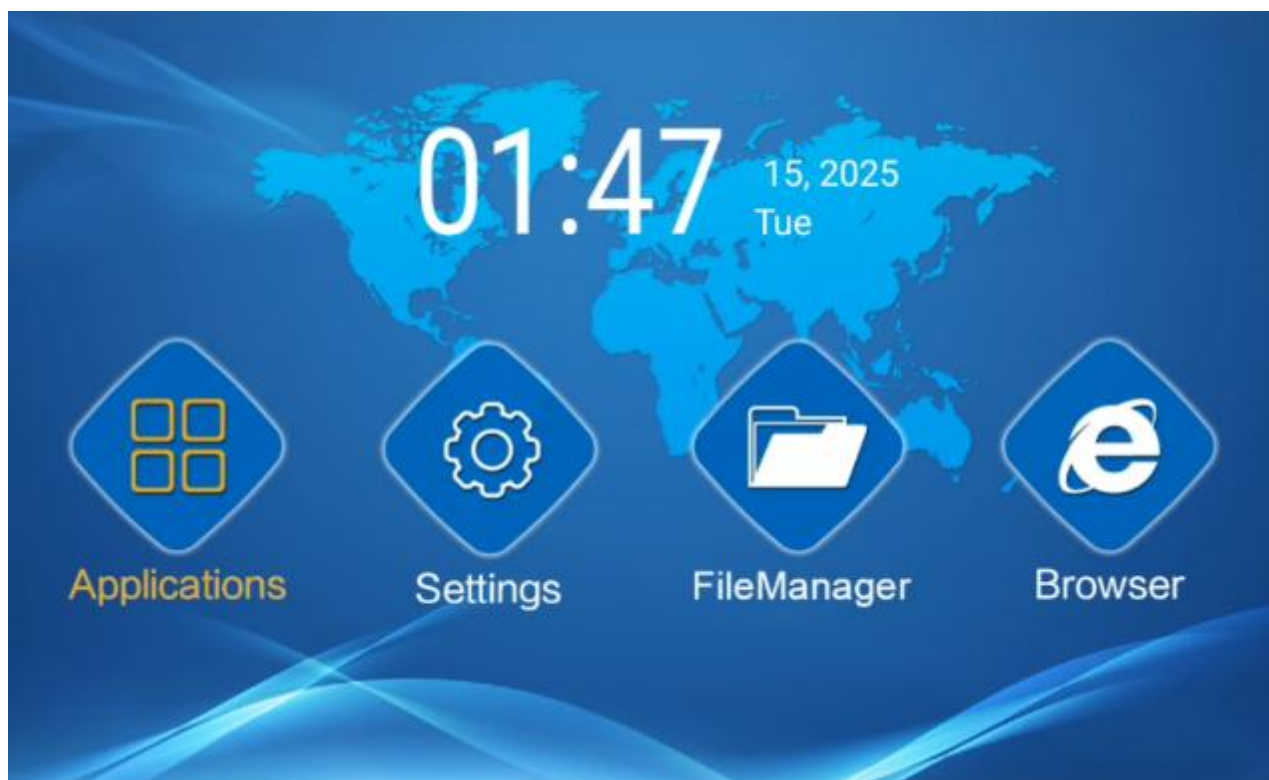 01:47
15, 2025
Tue
Applications
Settings
FileManager
Browser